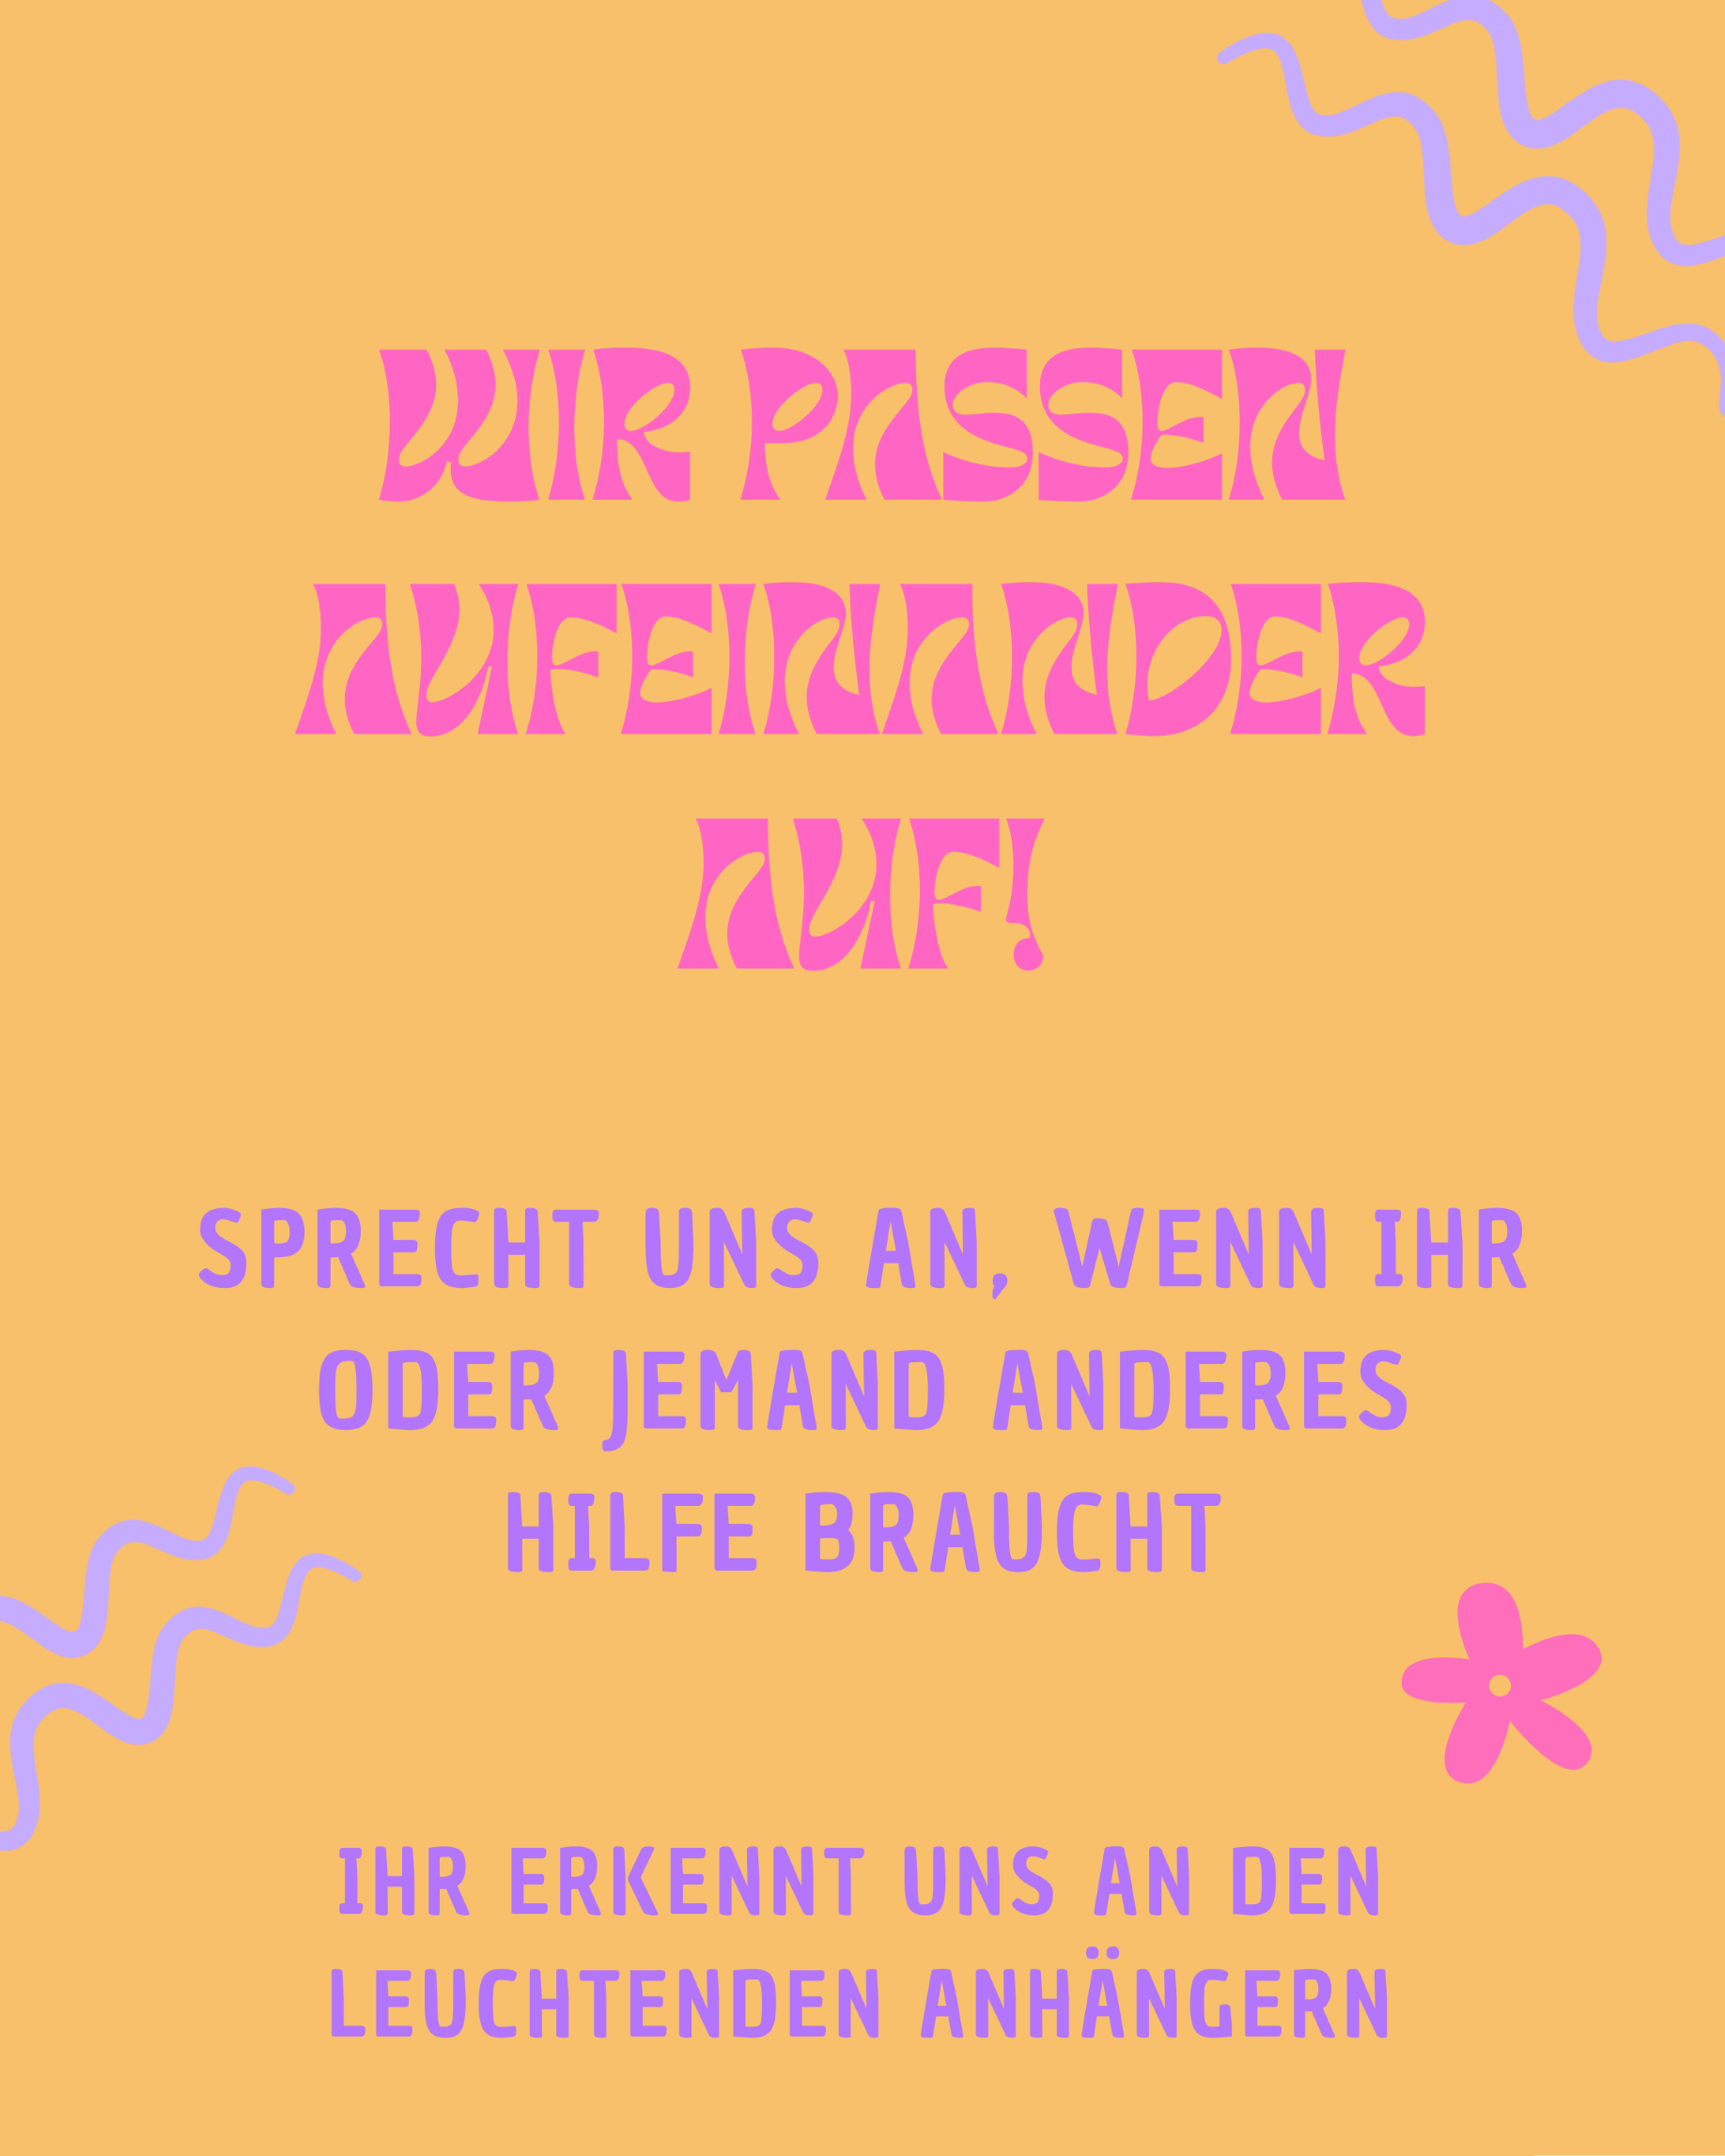 WIR PASSEN
AUFEINANDER
AUF!
SPRECHT UNS AN, WENN IHR
ODER JEMAND ANDERES
HILFE BRAUCHT
IHR ERKENNT UNS AN DEN
LEUCHTENDEN ANHÄNGERN